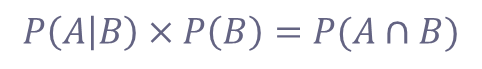 P(A|B) × P(B) = P(A ∩ B)